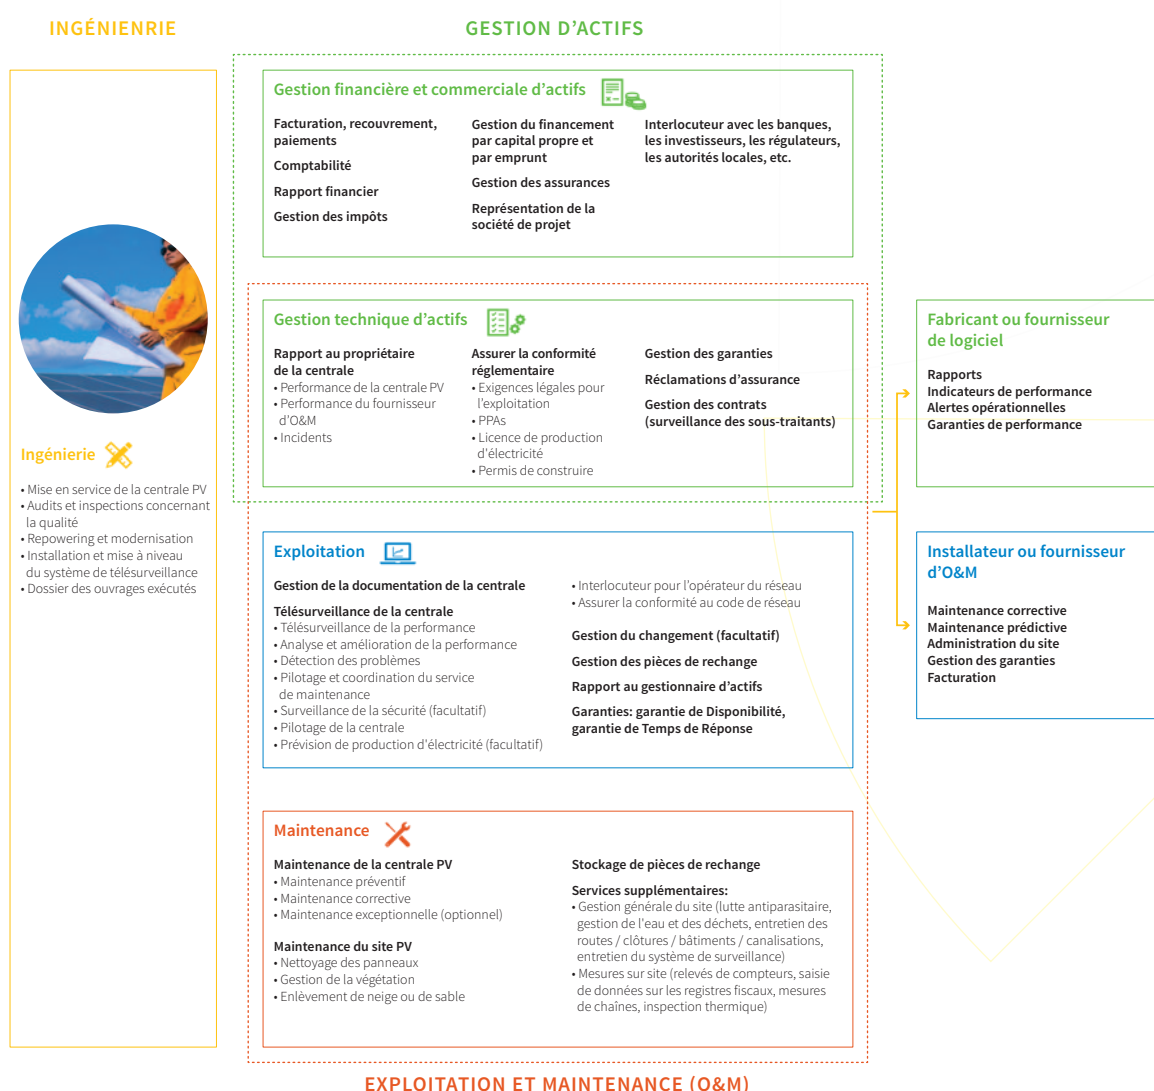 INGÉNIENRIE
GESTION D'ACTIFS
Gestion financière et commerciale d'actifs
Facturation, recouvrement,
paiements
Comptabilité
Rapport financier
Gestion des impôts
Gestion du financement
par capital propre et
par emprunt
Gestion des assurances
Représentation de la
société de projet
Interlocuteur avec les banques,
les investisseurs, les régulateurs,
les autorités locales, etc.
Ingénierie
• Mise en service de la centrale PV
• Audits et inspections concernant
la qualité
• Repowering et modernisation
• Installation et mise à niveau
du système de télésurveillance
• Dossier des ouvrages exécutés
Gestion technique d'actifs
Rapport au propriétaire
de la centrale
• Performance de la centrale PV
• Performance du fournisseur
d'O&M
• Incidents
Assurer la conformité
réglementaire
• Exigences légales pour
l'exploitation
• PPAs
• Licence de production
d'électricité
• Permis de construire
Gestion des garanties
Réclamations d'assurance
Gestion des contrats
(surveillance des sous-traitants)
Fabricant ou fournisseur
de logiciel
Rapports
Indicateurs de performance
Alertes opérationnelles
Garanties de performance
Exploitation
Gestion de la documentation de la centrale
Télésurveillance de la centrale
• Télésurveillance de la performance
• Analyse et amélioration de la performance
• Détection des problèmes
• Pilotage et coordination du service
de maintenance
• Surveillance de la sécurité (facultatif)
• Pilotage de la centrale
• Prévision de production d'électricité (facultatif)
• Interlocuteur pour l'opérateur du réseau
• Assurer la conformité au code de réseau
Gestion du changement (facultatif)
Gestion des pièces de rechange
Rapport au gestionnaire d'actifs
Garanties: garantie de Disponibilité,
garantie de Temps de Réponse
Installateur ou fournisseur
d'O&M
Maintenance corrective
Maintenance prédictive
Administration du site
Gestion des garanties
Facturation
Maintenance
Maintenance de la centrale PV
• Maintenance préventif
• Maintenance corrective
• Maintenance exceptionnelle (optionnel)
Maintenance du site PV
• Nettoyage des panneaux
• Gestion de la végétation
• Enlèvement de neige ou de sable
Stockage de pièces de rechange
Services supplémentaires:
• Gestion générale du site (lutte antiparasitaire,
gestion de l'eau et des déchets, entretien des
routes / clôtures / bâtiments / canalisations,
entretien du système de surveillance)
• Mesures sur site (relevés de compteurs, saisie
de données sur les registres fiscaux, mesures
de chaînes, inspection thermique)
EXPLOITATION ET MAINTENANCE (O&M)